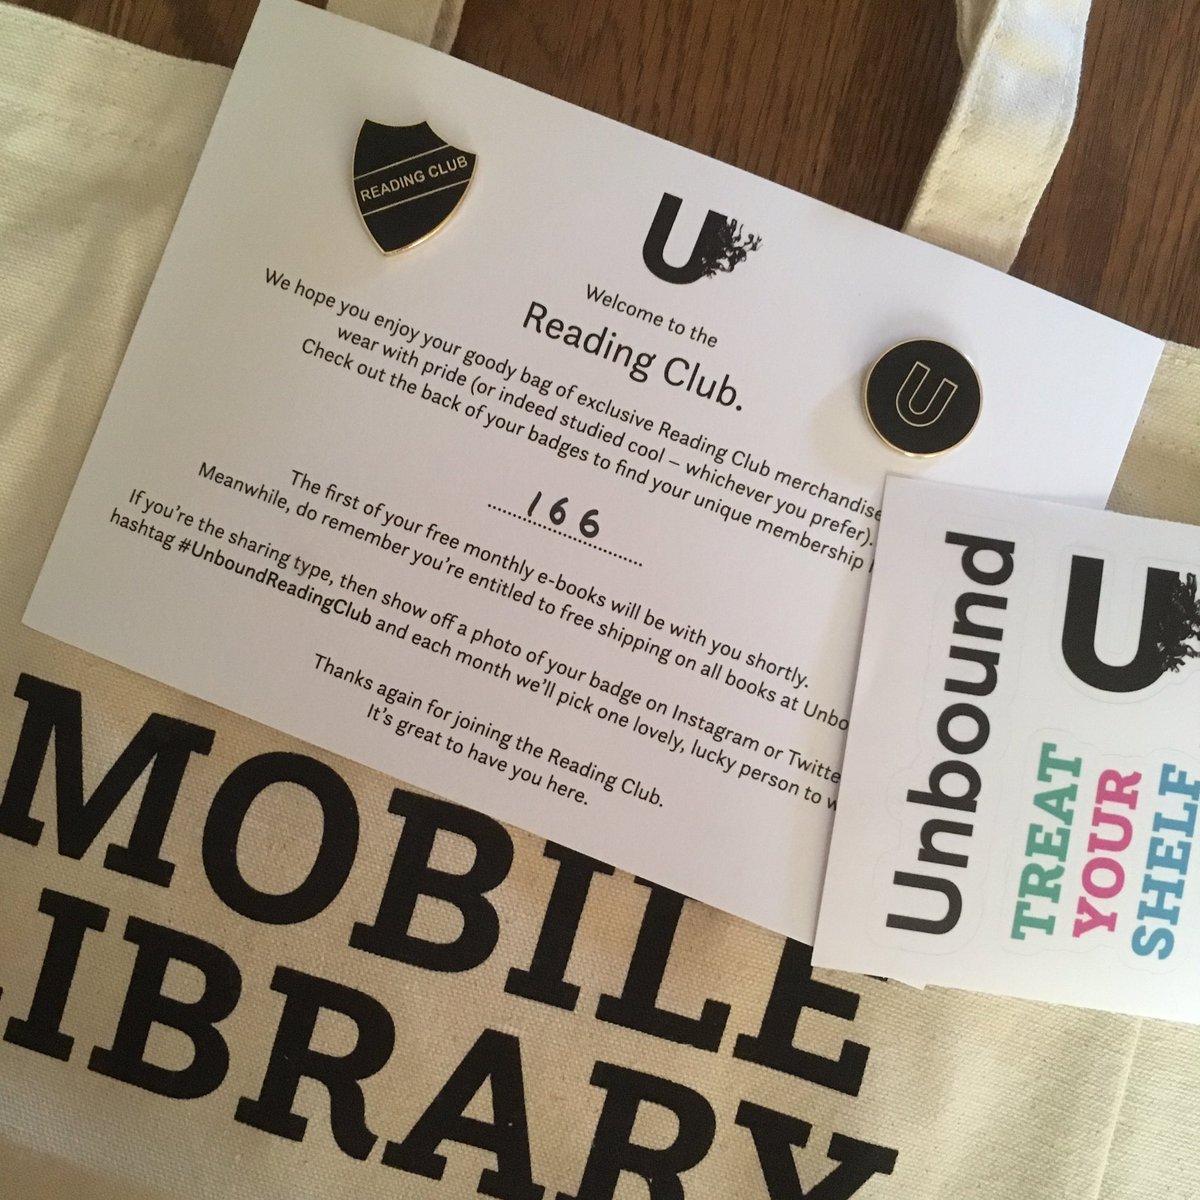 READING CLUB
U
Welcome to the
Reading Club.
We hope you enjoy your goody bag of exclusive Reading Club merchandise
wear with pride (or indeed studied cool – whichever you prefer).
Check out the back of your badges to find your unique membership
166
The first of your free monthly e-books will be with you shortly.
Meanwhile, do remember you're entitled to free shipping on all books at Unbo
If you're the sharing type, then show off a photo of your badge on Instagram or Twitte
hashtag #UnboundReadingClub and each month we'll pick one lovely, lucky person to w
Thanks again for joining the Reading Club.
It's great to have you here.
U
Unbound
U
TREAT
YOUR
SHELF
MOBILE
LIBRARY